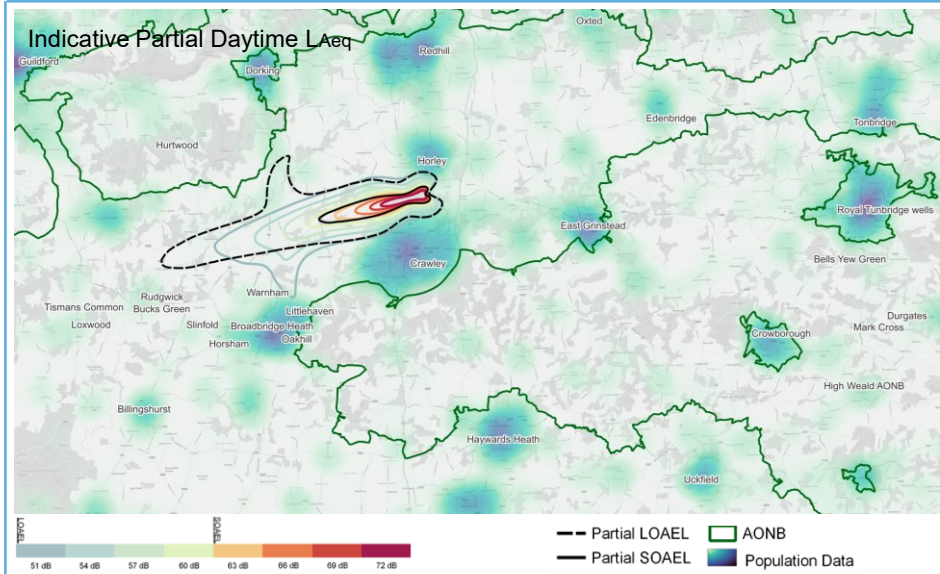 Indicative Partial Daytime LAeq
Oxted
Redhill
Guildford
Dorking
Edenbridge
Tonbridge
Hurtwood
Horley
Royal Tunbridge wells
East Grinstead
Crawley
Bells Yew Green
Warnham
Rudgwick
Tismans Common
Bucks Green
Littlehaven
Durgates
Loxwood
Slinfold
Broadbridge Heath
Mark Cross
Crowborough
Horsham
Oakhill
High Weald AONB
Billingshurst
Haywards Heath
Uckfield
LOAEL
SOAEL
51 dB 54 dB 57 dB 60 dB 63 dB 66 dB 69 dB 72 dB
Partial LOAEL
AONB
Partial SOAEL
Population Data